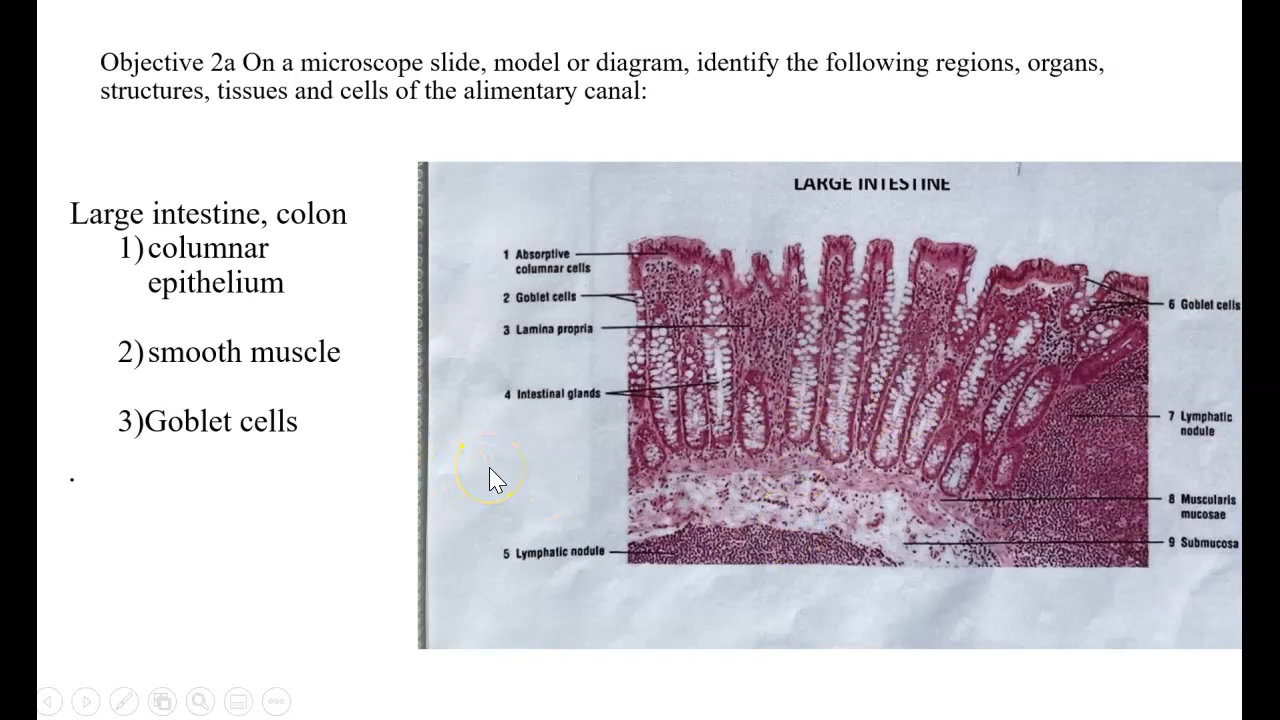 Objective 2a On a microscope slide, model or diagram, identify the following regions, organs,
structures, tissues and cells of the alimentary canal:
Large intestine, colon
1) columnar
epithelium
2) smooth muscle
3)Goblet cells
.
LARGE INTESTINE
1 Absorptive
columnar cells
2 Goblet cells
3 Lamina propria
4 Intestinal glands
5 Lymphatic nodule
6 Goblet cells
7 Lymphatic
nodule
8 Muscularis
mucosae
9 Submucosa